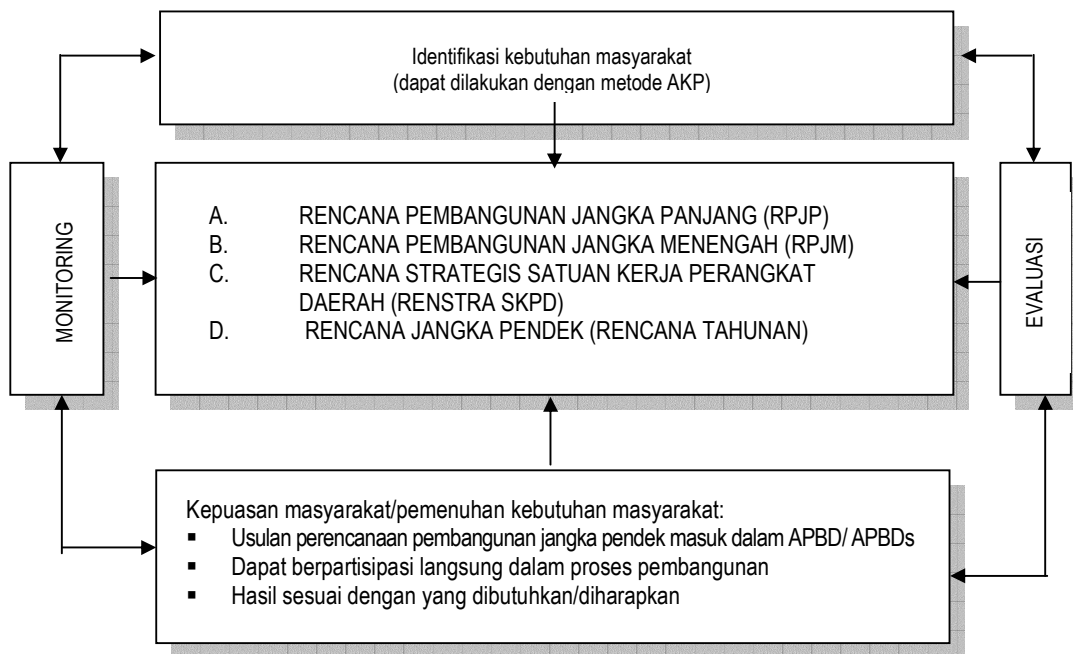 Identifikasi kebutuhan masyarakat
(dapat dilakukan dengan metode AKP)
MONITORING
A. RENCANA PEMBANGUNAN JANGKA PANJANG (RPJP)
B. RENCANA PEMBANGUNAN JANGKA MENENGAH (RPJM)
C. RENCANA STRATEGIS SATUAN KERJA PERANGKAT
DAERAH (RENSTRA SKPD)
D. RENCANA JANGKA PENDEK (RENCANA TAHUNAN)
EVALUASI
Kepuasan masyarakat/pemenuhan kebutuhan masyarakat:
▪ Usulan perencanaan pembangunan jangka pendek masuk dalam APBD/ APBDs
▪ Dapat berpartisipasi langsung dalam proses pembangunan
▪ Hasil sesuai dengan yang dibutuhkan/diharapkan